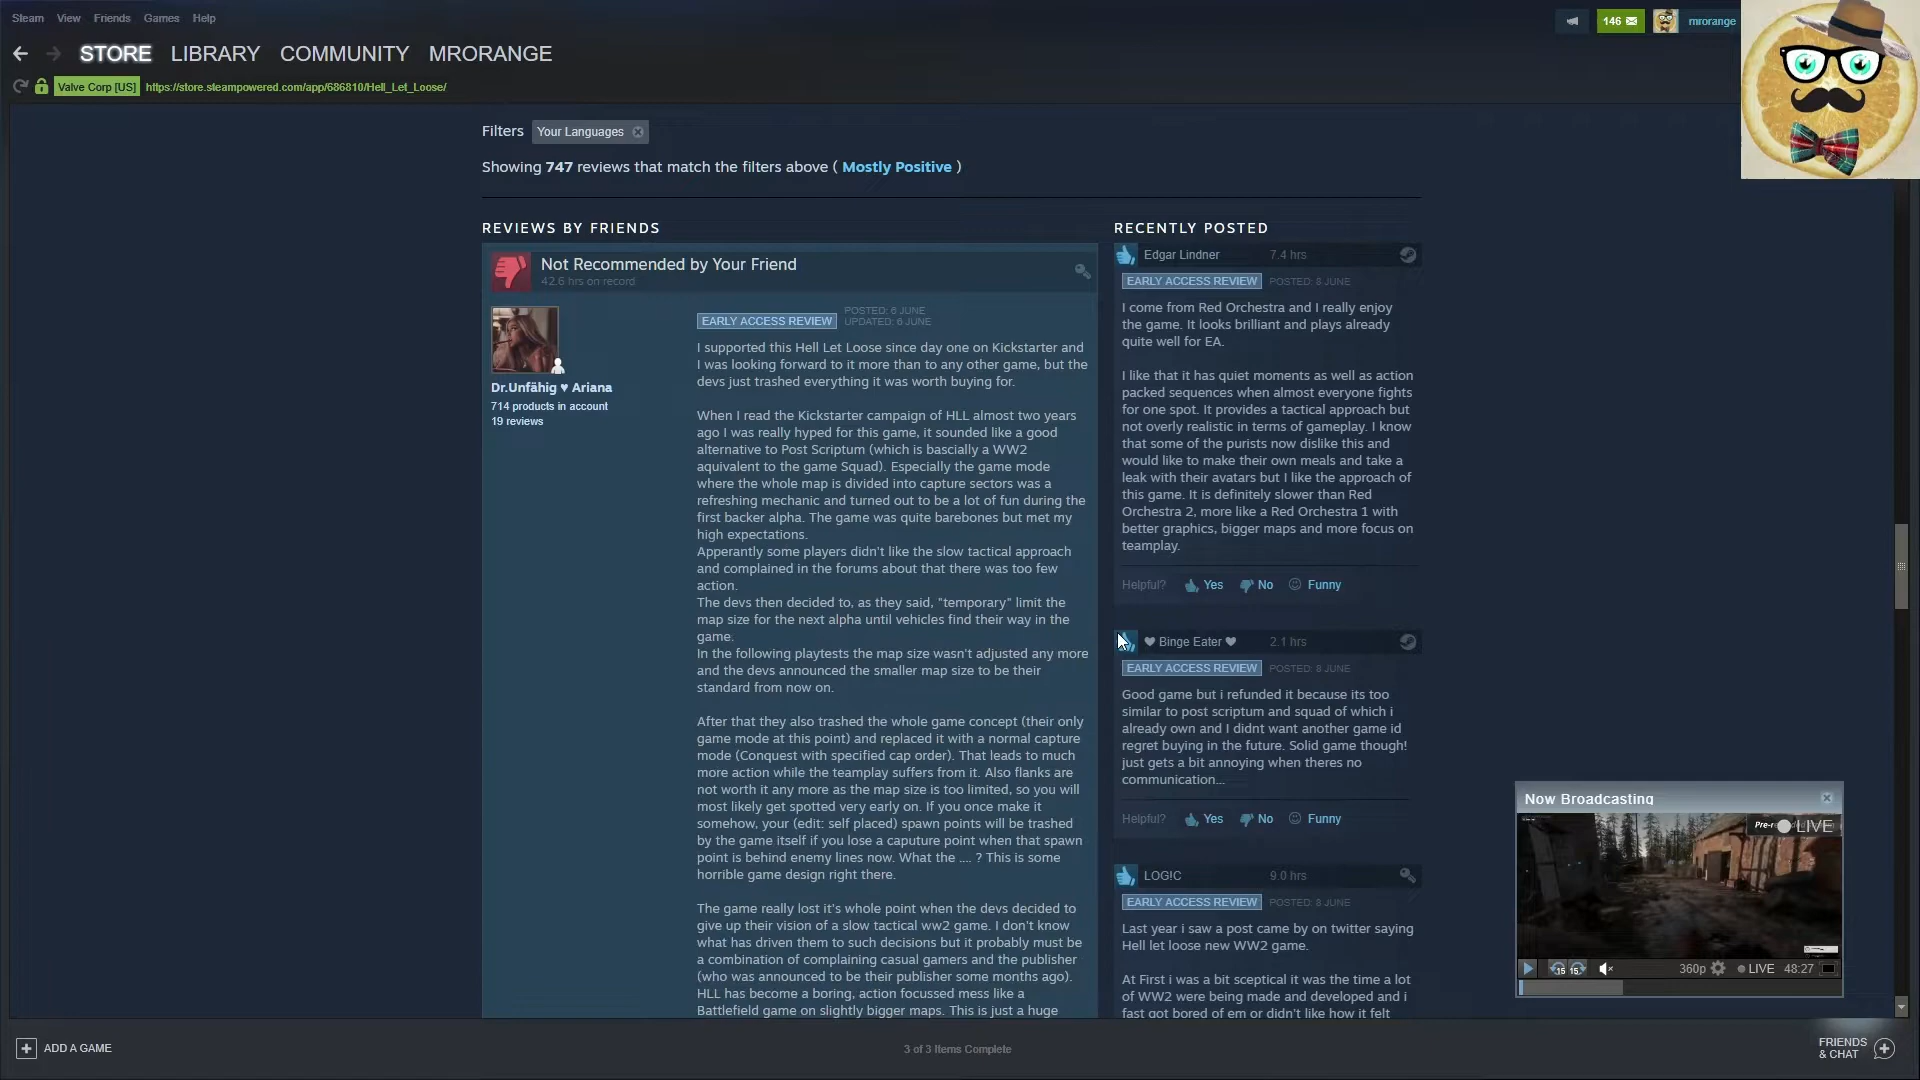 Steam View Friends Games Help
146
mrorange
STORE LIBRARY COMMUNITY MRORANGE
Valve Corp [US] https://store.steampowered.com/app/686810/Hell_Let_Loose/
Filters Your Languages
Showing 747 reviews that match the filters above ( Mostly Positive )
REVIEWS BY FRIENDS
Not Recommended by Your Friend
42.6 hrs on record
Dr.Unfähig ♥ Ariana
714 products in account
19 reviews
EARLY ACCESS REVIEW
POSTED: 6 JUNE
UPDATED: 6 JUNE
I supported this Hell Let Loose since day one on Kickstarter and
I was looking forward to it more than to any other game, but the
devs just trashed everything it was worth buying for.
When I read the Kickstarter campaign of HLL almost two years
ago I was really hyped for this game, it sounded like a good
alternative to Post Scriptum (which is bascially a WW2
aquivalent to the game Squad). Especially the game mode
where the whole map is divided into capture sectors was a
refreshing mechanic and turned out to be a lot of fun during the
first backer alpha. The game was quite barebones but met my
high expectations.
Apperantly some players didn't like the slow tactical approach
and complained in the forums about that there was too few
action.
The devs then decided to, as they said, "temporary" limit the
map size for the next alpha until vehicles find their way in the
game.
In the following playtests the map size wasn't adjusted any more
and the devs announced the smaller map size to be their
standard from now on.
After that they also trashed the whole game concept (their only
game mode at this point) and replaced it with a normal capture
mode (Conquest with specified cap order). That leads to much
more action while the teamplay suffers from it. Also flanks are
not worth it any more as the map size is too limited, so you will
most likely get spotted very early on. If you once make it
somehow, your (edit: self placed) spawn points will be trashed
by the game itself if you lose a caputure point when that spawn
point is behind enemy lines now. What the .... ? This is some
horrible game design right there.
The game really lost it's whole point when the devs decided to
give up their vision of a slow tactical ww2 game. I don't know
what has driven them to such decisions but it probably must be
a combination of complaining casual gamers and the publisher
(who was announced to be their publisher some months ago).
HLL has become a boring, action focussed mess like a
Battlefield game on slightly bigger maps. This is just a huge
RECENTLY POSTED
Edgar Lindner 7.4 hrs
EARLY ACCESS REVIEW POSTED: 8 JUNE
I come from Red Orchestra and I really enjoy
the game. It looks brilliant and plays already
quite well for EA.
I like that it has quiet moments as well as action
packed sequences when almost everyone fights
for one spot. It provides a tactical approach but
not overly realistic in terms of gameplay. I know
that some of the purists now dislike this and
would like to make their own meals and take a
leak with their avatars but I like the approach of
this game. It is definitely slower than Red
Orchestra 2, more like a Red Orchestra 1 with
better graphics, bigger maps and more focus on
teamplay.
Helpful? Yes No Funny
♥ Binge Eater ♥ 2.1 hrs
EARLY ACCESS REVIEW POSTED: 8 JUNE
Good game but i refunded it because its too
similar to post scriptum and squad of which i
already own and I didnt want another game id
regret buying in the future. Solid game though!
just gets a bit annoying when theres no
communication...
Helpful? Yes No Funny
LOGIC 9.0 hrs
EARLY ACCESS REVIEW POSTED: 8 JUNE
Last year i saw a post came by on twitter saying
Hell let loose new WW2 game.
At First i was a bit sceptical it was the time a lot
of WW2 were being made and developed and i
fast got bored of em or didn't like how it felt
Now Broadcasting
LIVE
15 15 360p LIVE 48:27
ADD A GAME
3 of 3 Items Complete
FRIENDS
& CHAT